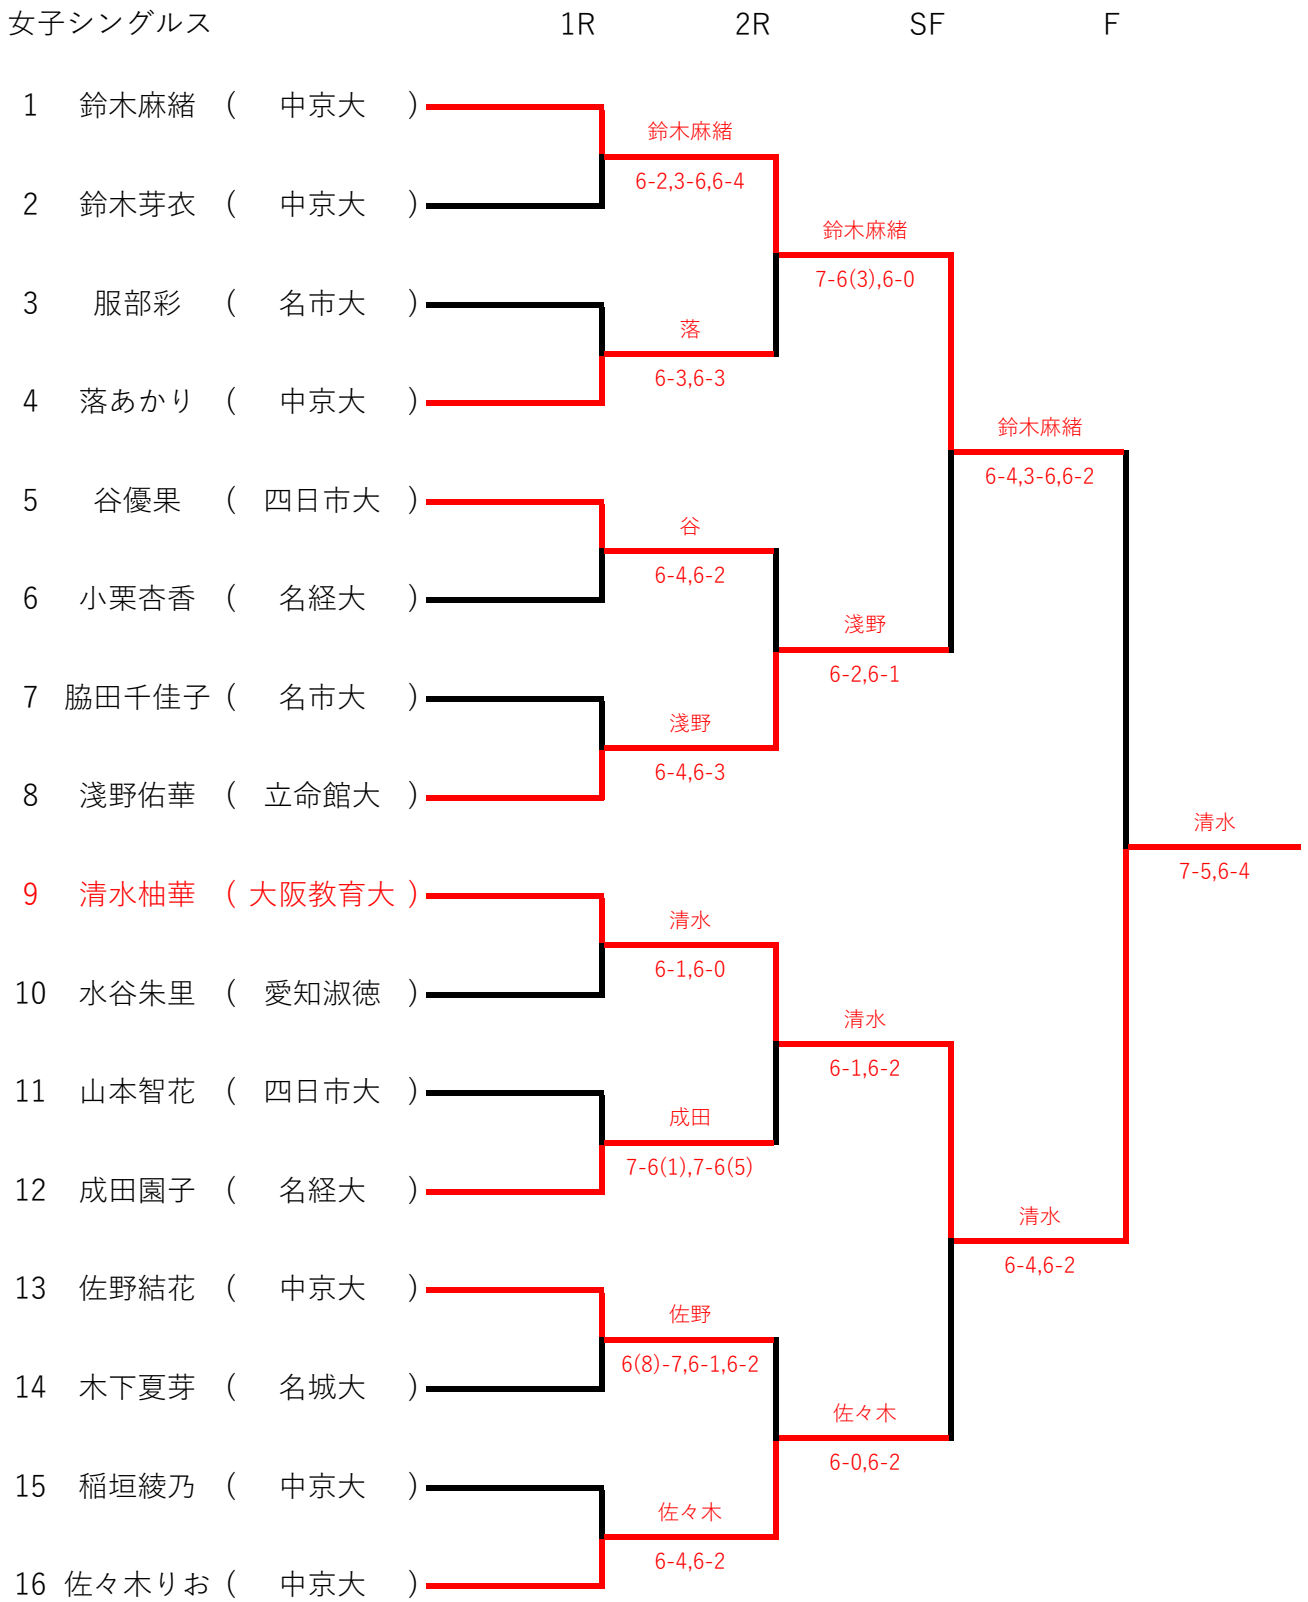 女子シングルス 1R 2R SF F
1 鈴木麻緒 ( 中京大 )
鈴木麻緒
6-2,3-6,6-4
2 鈴木芽衣 ( 中京大 )
鈴木麻緒
7-6(3),6-0
3 服部彩 ( 名市大 )
落
6-3,6-3
4 落あかり ( 中京大 )
鈴木麻緒
6-4,3-6,6-2
5 谷優果 ( 四日市大 )
谷
6-4,6-2
6 小栗杏香 ( 名経大 )
淺野
6-2,6-1
7 脇田千佳子 ( 名市大 )
淺野
6-4,6-3
8 淺野佑華 ( 立命館大 )
清水
7-5,6-4
9 清水柚華 ( 大阪教育大 )
清水
6-1,6-0
10 水谷朱里 ( 愛知淑徳 )
清水
6-1,6-2
11 山本智花 ( 四日市大 )
成田
7-6(1),7-6(5)
12 成田園子 ( 名経大 )
清水
6-4,6-2
13 佐野結花 ( 中京大 )
佐野
6(8)-7,6-1,6-2
14 木下夏芽 ( 名城大 )
佐々木
6-0,6-2
15 稲垣綾乃 ( 中京大 )
佐々木
6-4,6-2
16 佐々木りお ( 中京大 )